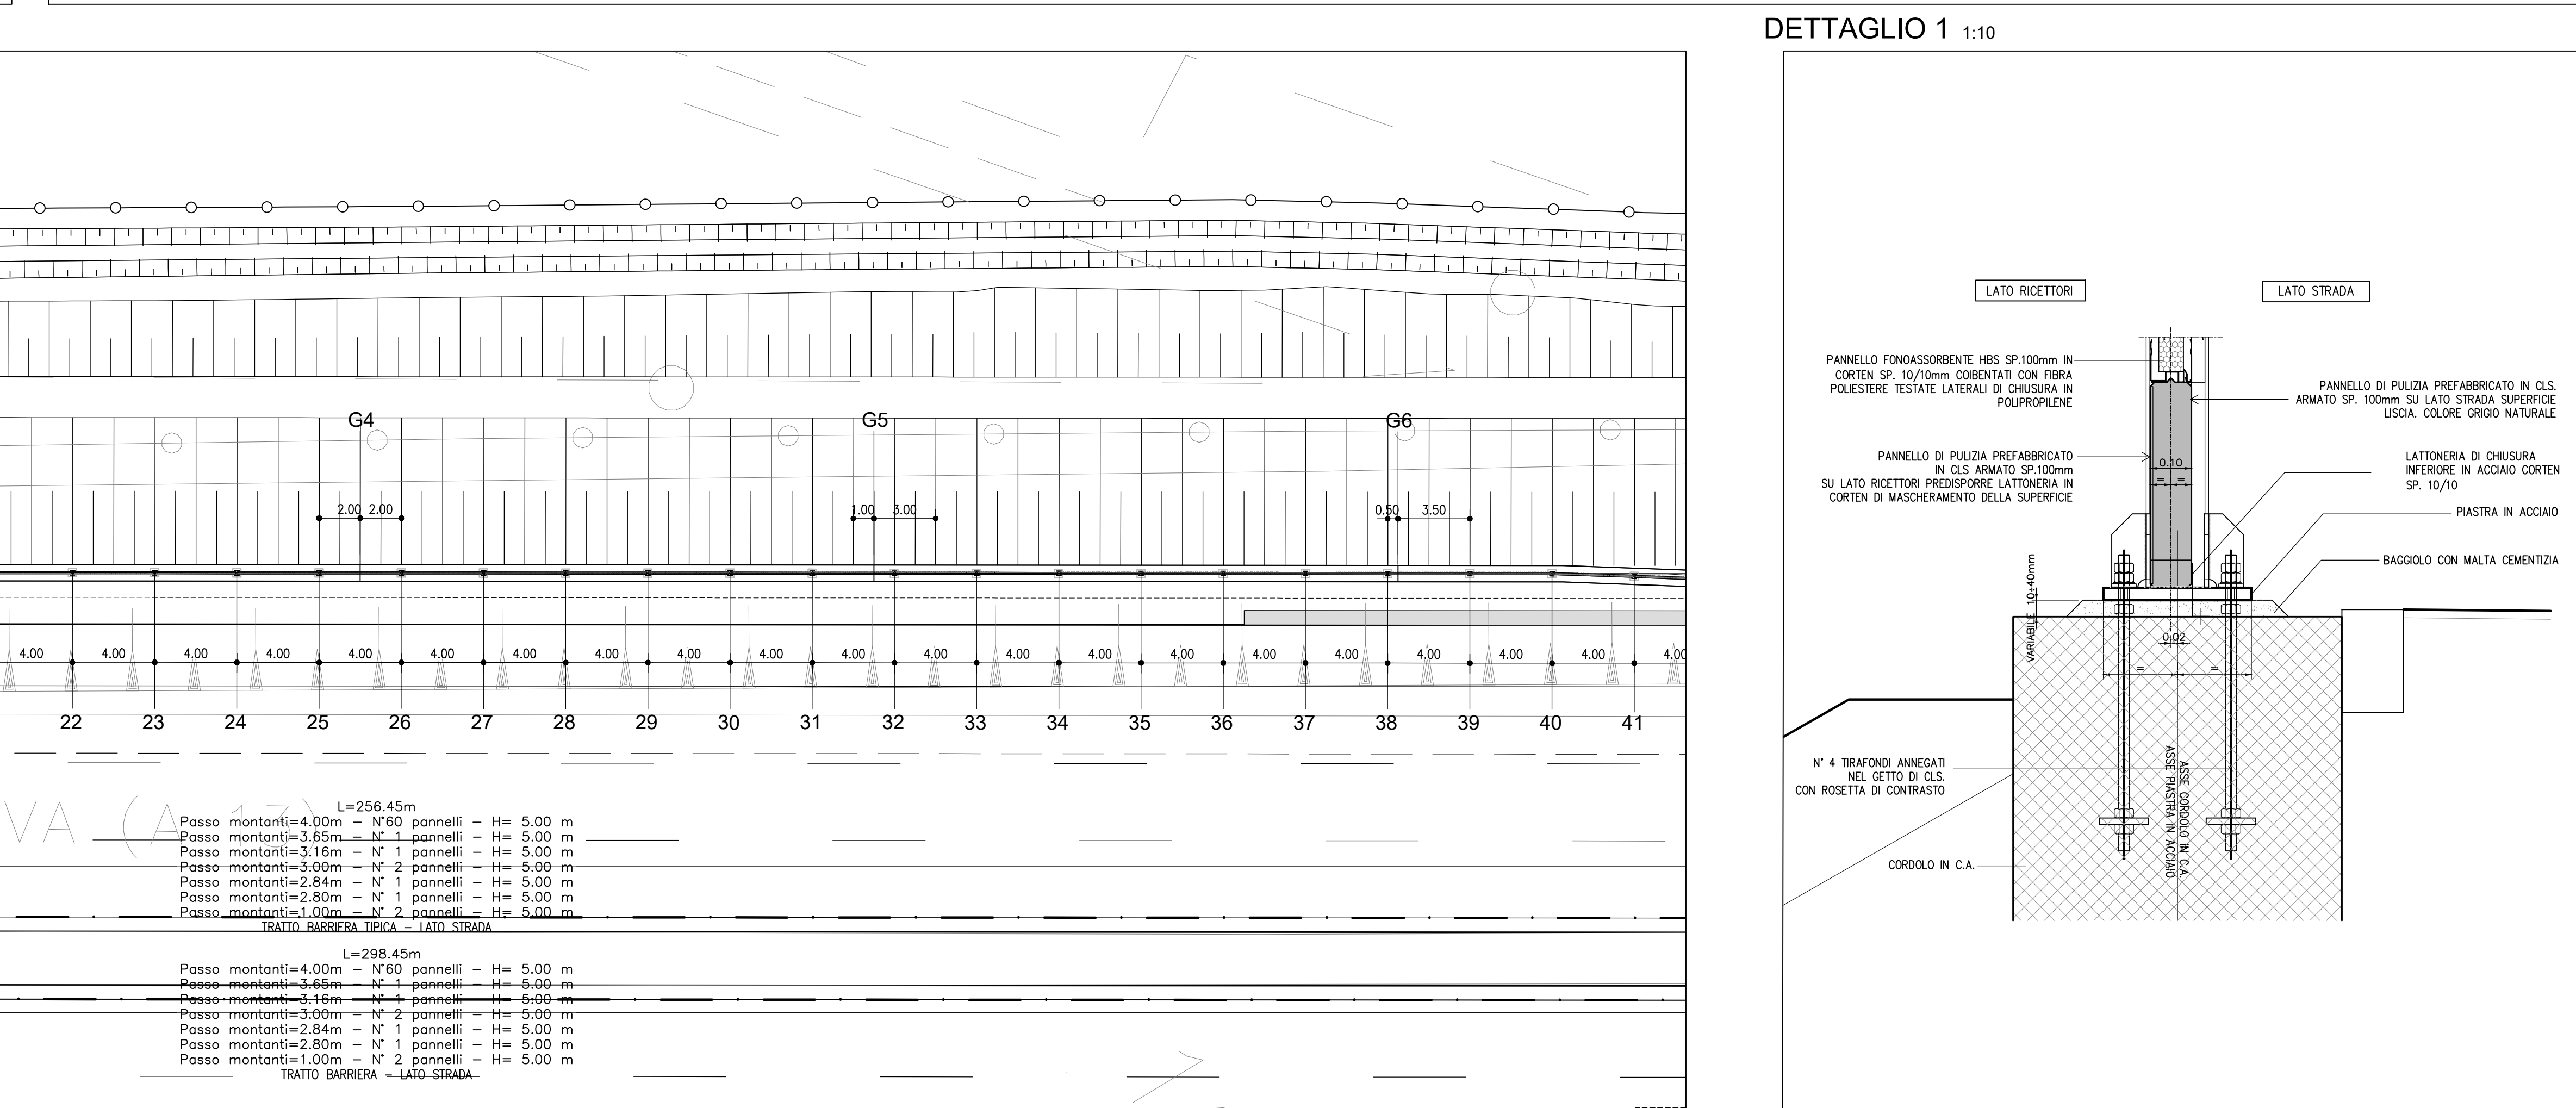 DETTAGLIO 1 1:10
G4
G5
G6
2.00 2.00
1.00 3.00
0.50 3.50
4.00 4.00 4.00 4.00 4.00 4.00 4.00 4.00 4.00 4.00 4.00 4.00 4.00 4.00 4.00 4.00 4.00 4.00 4.00 4.00 4.00
22 23 24 25 26 27 28 29 30 31 32 33 34 35 36 37 38 39 40 41
VA (A 13)
L=256.45m
Passo montanti=4.00m – N°60 pannelli – H= 5.00 m
Passo montanti=3.65m – N° 1 pannelli – H= 5.00 m
Passo montanti=3.16m – N° 1 pannelli – H= 5.00 m
Passo montanti=3.00m – N° 2 pannelli – H= 5.00 m
Passo montanti=2.84m – N° 1 pannelli – H= 5.00 m
Passo montanti=2.80m – N° 1 pannelli – H= 5.00 m
Passo montanti=1.00m – N° 2 pannelli – H= 5.00 m
TRATTO BARRIERA TIPICA – LATO STRADA
L=298.45m
Passo montanti=4.00m – N°60 pannelli – H= 5.00 m
Passo montanti=3.65m – N° 1 pannelli – H= 5.00 m
Passo montanti=3.16m – N° 1 pannelli – H= 5.00 m
Passo montanti=3.00m – N° 2 pannelli – H= 5.00 m
Passo montanti=2.84m – N° 1 pannelli – H= 5.00 m
Passo montanti=2.80m – N° 1 pannelli – H= 5.00 m
Passo montanti=1.00m – N° 2 pannelli – H= 5.00 m
TRATTO BARRIERA – LATO STRADA
LATO RICETTORI
LATO STRADA
PANNELLO FONOASSORBENTE HBS SP.100mm IN
CORTEN SP. 10/10mm COIBENTATI CON FIBRA
POLIESTERE TESTATE LATERALI DI CHIUSURA IN
POLIPROPILENE
PANNELLO DI PULIZIA PREFABBRICATO IN CLS.
ARMATO SP. 100mm SU LATO STRADA SUPERFICIE
LISCIA. COLORE GRIGIO NATURALE
PANNELLO DI PULIZIA PREFABBRICATO
IN CLS ARMATO SP.100mm
SU LATO RICETTORI PREDISPORRE LATTONERIA IN
CORTEN DI MASCHERAMENTO DELLA SUPERFICIE
0.10
= =
LATTONERIA DI CHIUSURA
INFERIORE IN ACCIAIO CORTEN
SP. 10/10
PIASTRA IN ACCIAIO
BAGGIOLO CON MALTA CEMENTIZIA
VARIABILE 10÷40mm
0.02
= =
N° 4 TIRAFONDI ANNEGATI
NEL GETTO DI CLS.
CON ROSETTA DI CONTRASTO
ASSE CORDOLO IN C.A.
ASSE PIASTRA IN ACCIAIO
CORDOLO IN C.A.